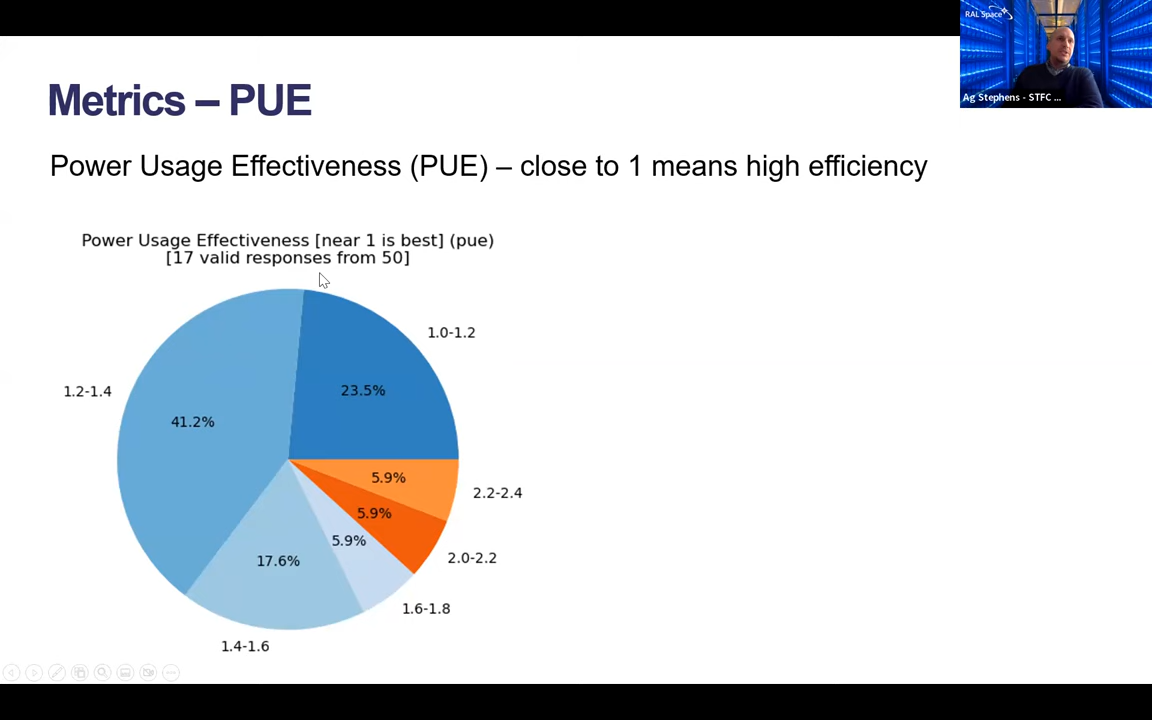 RAL Space
Ag Stephens - STFC ...
Metrics – PUE
Power Usage Effectiveness (PUE) – close to 1 means high efficiency
Power Usage Effectiveness [near 1 is best] (pue)
[17 valid responses from 50]
1.0-1.2
23.5%
1.2-1.4
41.2%
5.9%
2.2-2.4
5.9%
5.9%
2.0-2.2
17.6%
1.6-1.8
1.4-1.6